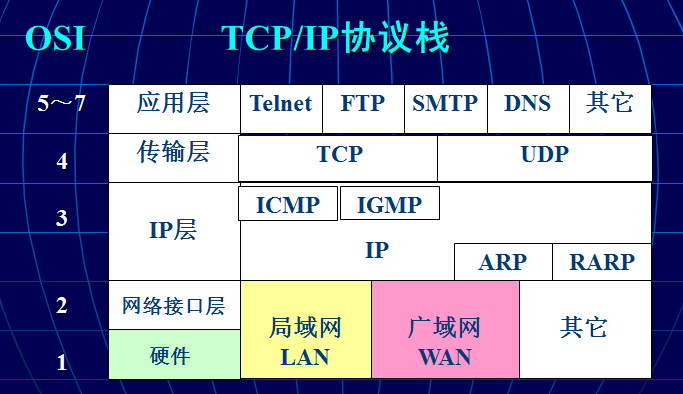 OSI TCP/IP协议栈
5～7 应用层 Telnet FTP SMTP DNS 其它
4 传输层 TCP UDP
3 IP层 ICMP IGMP
IP
ARP RARP
2 网络接口层
1 硬件
局域网
LAN
广域网
WAN
其它